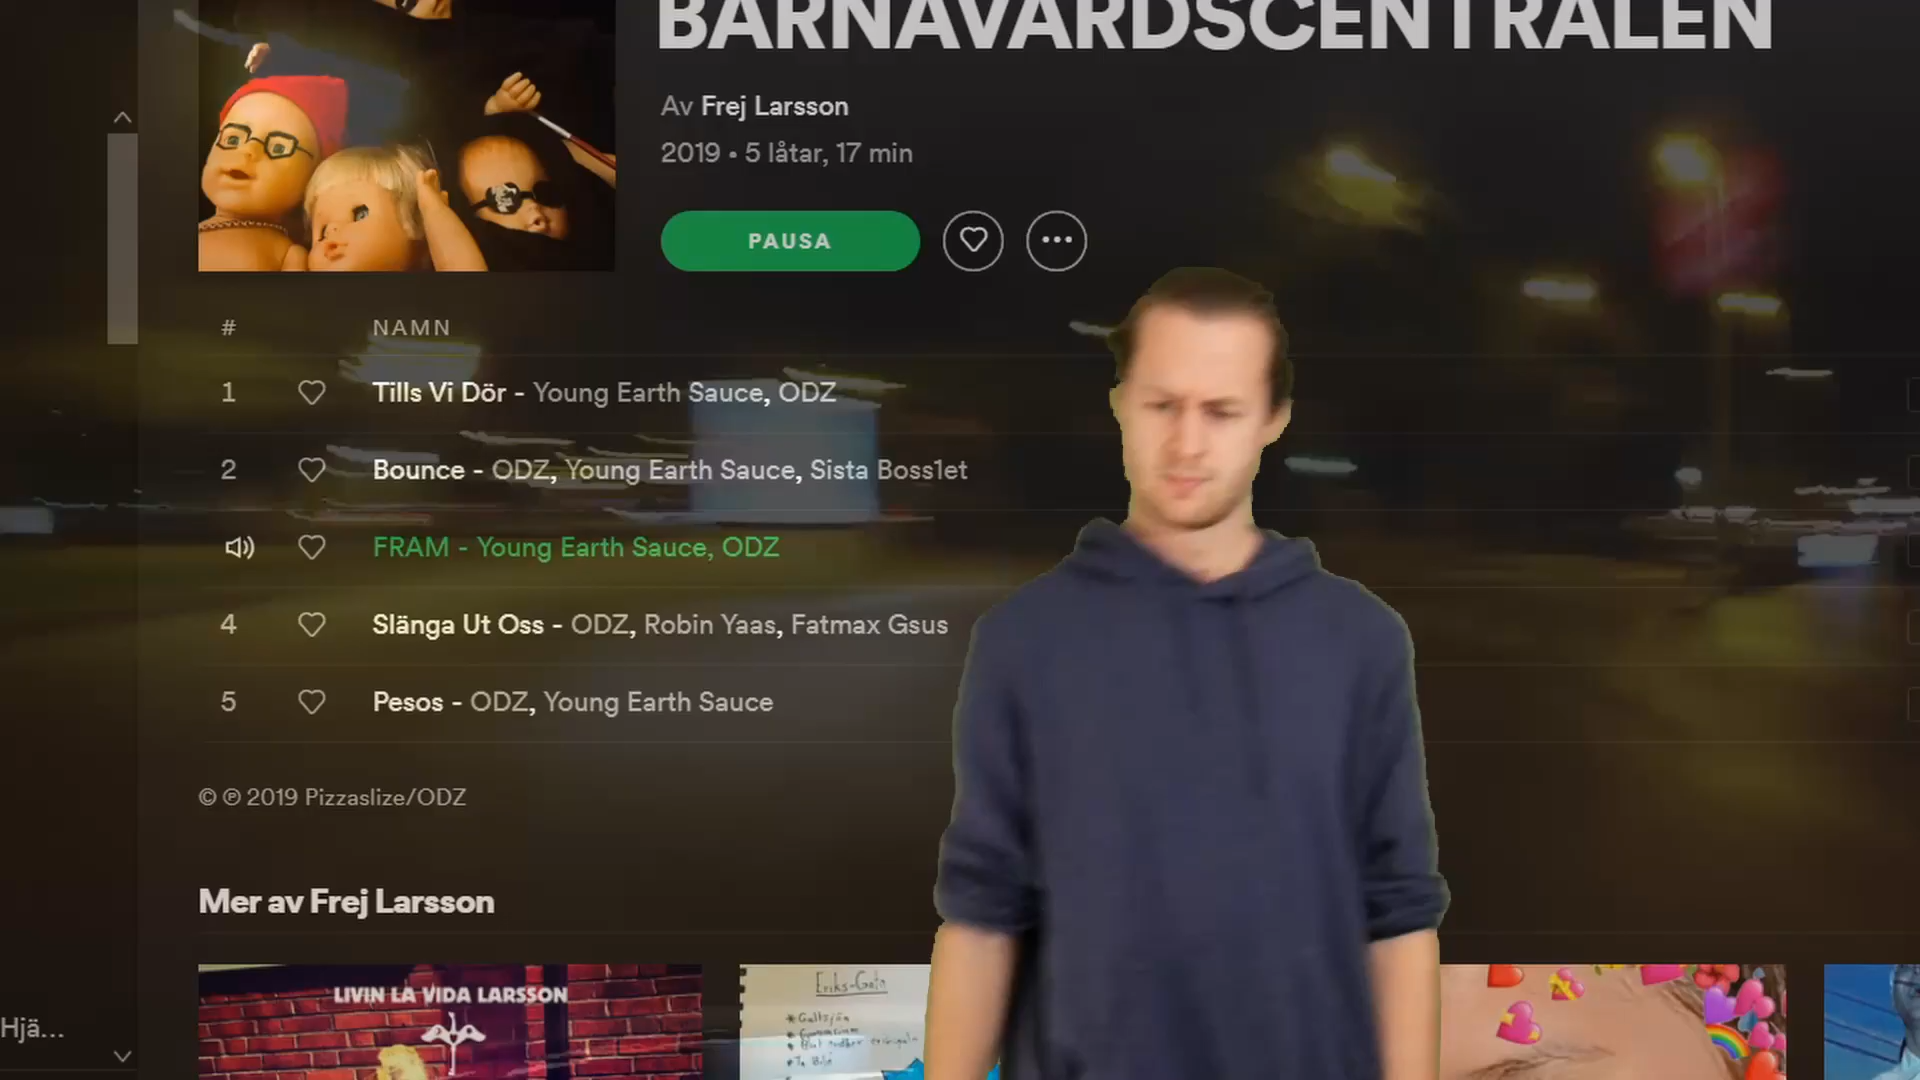 BARNAVÅRDSCENTRALEN
Av Frej Larsson
2019 • 5 låtar, 17 min
PAUSA
# NAMN
1 Tills Vi Dör - Young Earth Sauce, ODZ
2 Bounce - ODZ, Young Earth Sauce, Sista Boss1et
FRAM - Young Earth Sauce, ODZ
4 Slänga Ut Oss - ODZ, Robin Yaas, Fatmax Gsus
5 Pesos - ODZ, Young Earth Sauce
© ℗ 2019 Pizzaslize/ODZ
Mer av Frej Larsson
LIVIN LA VIDA LARSSON
Eriks-Gata
Hjä...